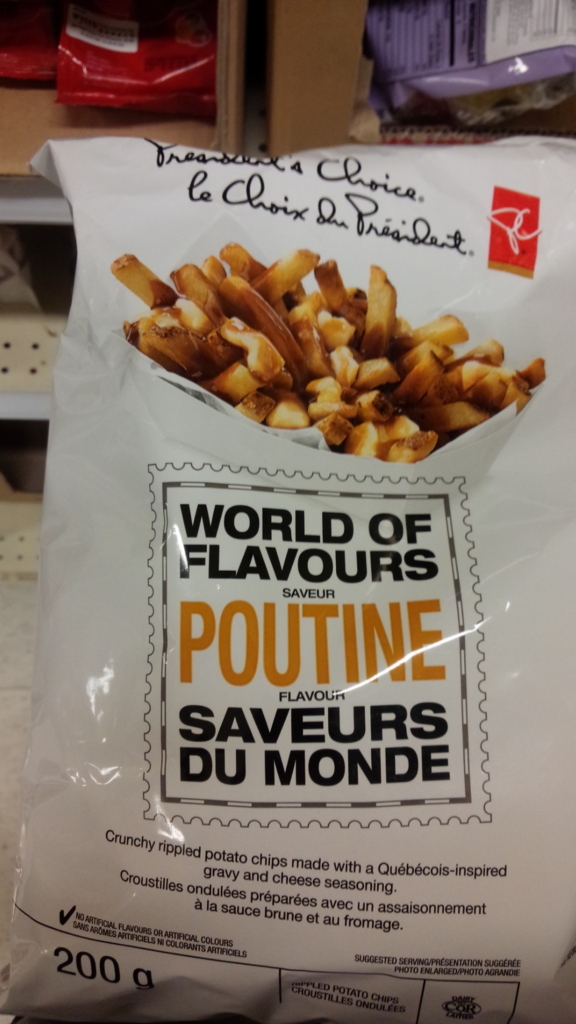 President's Choice.
le Choix du Président.
WORLD OF
FLAVOURS
SAVEUR
POUTINE
FLAVOUR
SAVEURS
DU MONDE
Crunchy rippled potato chips made with a Québécois-inspired
gravy and cheese seasoning.
Croustilles ondulées préparées avec un assaisonnement
à la sauce brune et au fromage.
NO ARTIFICIAL FLAVOURS OR ARTIFICIAL COLOURS
SANS ARÔMES ARTIFICIELS NI COLORANTS ARTIFICIELS
200 g
SUGGESTED SERVING/PRÉSENTATION SUGGÉRÉE
PHOTO ENLARGED/PHOTO AGRANDIE
RIPPLED POTATO CHIPS
CROUSTILLES ONDULÉES
DAIRY
COR
LAITIER